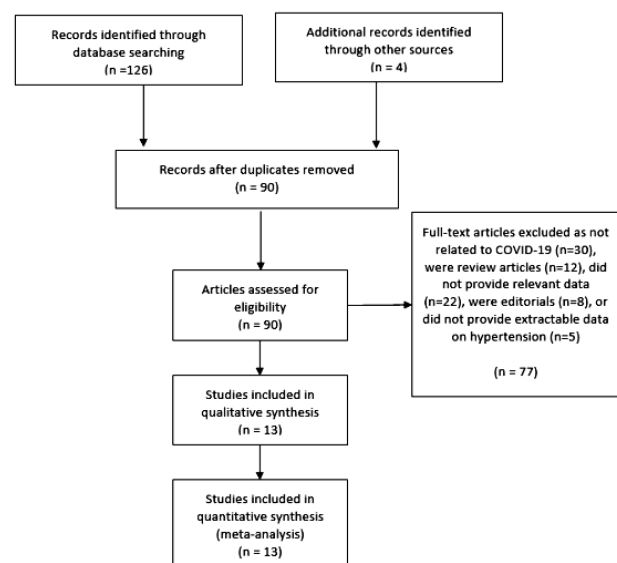 Records identified through
database searching
(n =126)
Additional records identified
through other sources
(n = 4)
Records after duplicates removed
(n = 90)
Full-text articles excluded as not
related to COVID-19 (n=30),
were review articles (n=12), did
not provide relevant data
(n=22), were editorials (n=8), or
did not provide extractable data
on hypertension (n=5)
(n = 77)
Articles assessed for
eligibility
(n = 90)
Studies included in
qualitative synthesis
(n = 13)
Studies included in
quantitative synthesis
(meta-analysis)
(n = 13)